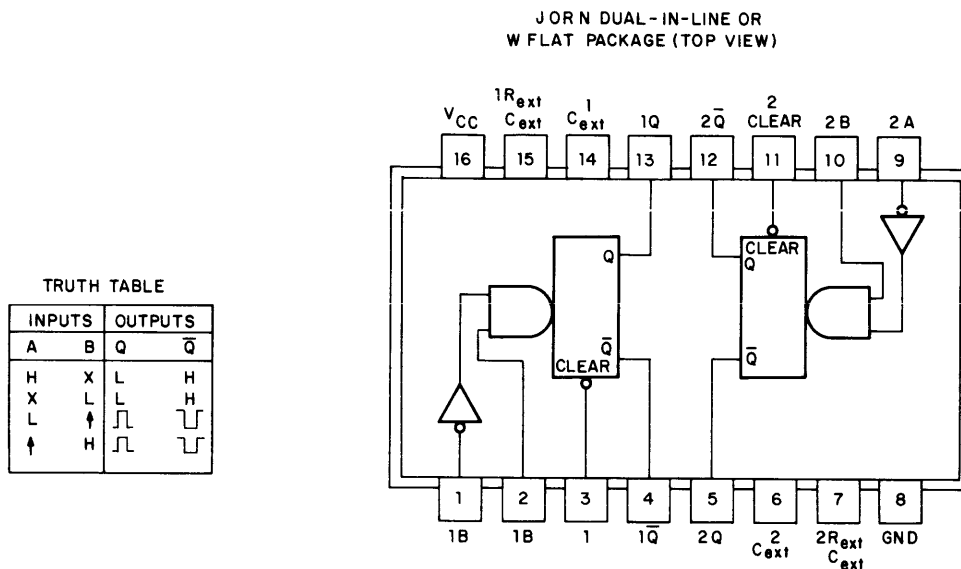 JORN DUAL-IN-LINE OR
W FLAT PACKAGE (TOP VIEW)
VCC
1Rext
Cext
1
Cext
1Q
2Q̅
2
CLEAR
2B
2A
16
15
14
13
12
11
10
9
Q
Q̅
CLEAR
CLEAR
Q
Q̅
TRUTH TABLE
INPUTS OUTPUTS
A B Q Q̅
H X L H
X L L H
L ↑
↑ H
1
2
3
4
5
6
7
8
1B
1B
1
1Q̅
2Q
2
Cext
2Rext
Cext
GND